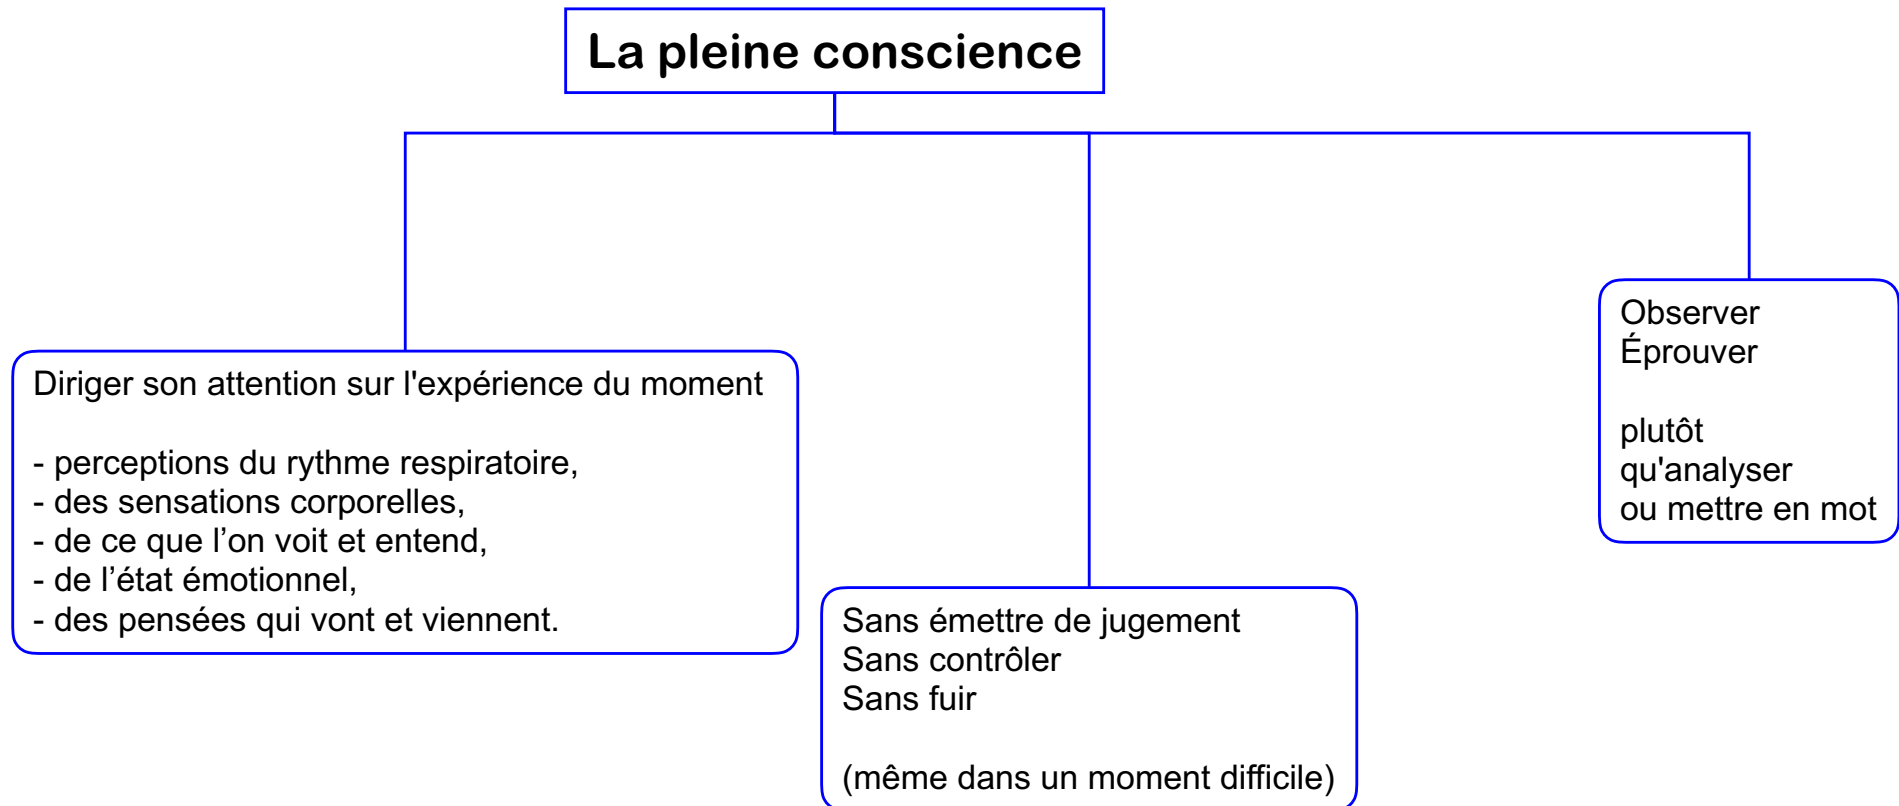 La pleine conscience
Diriger son attention sur l'expérience du moment
- perceptions du rythme respiratoire,
- des sensations corporelles,
- de ce que l’on voit et entend,
- de l’état émotionnel,
- des pensées qui vont et viennent.
Sans émettre de jugement
Sans contrôler
Sans fuir
(même dans un moment difficile)
Observer
Éprouver
plutôt
qu'analyser
ou mettre en mot